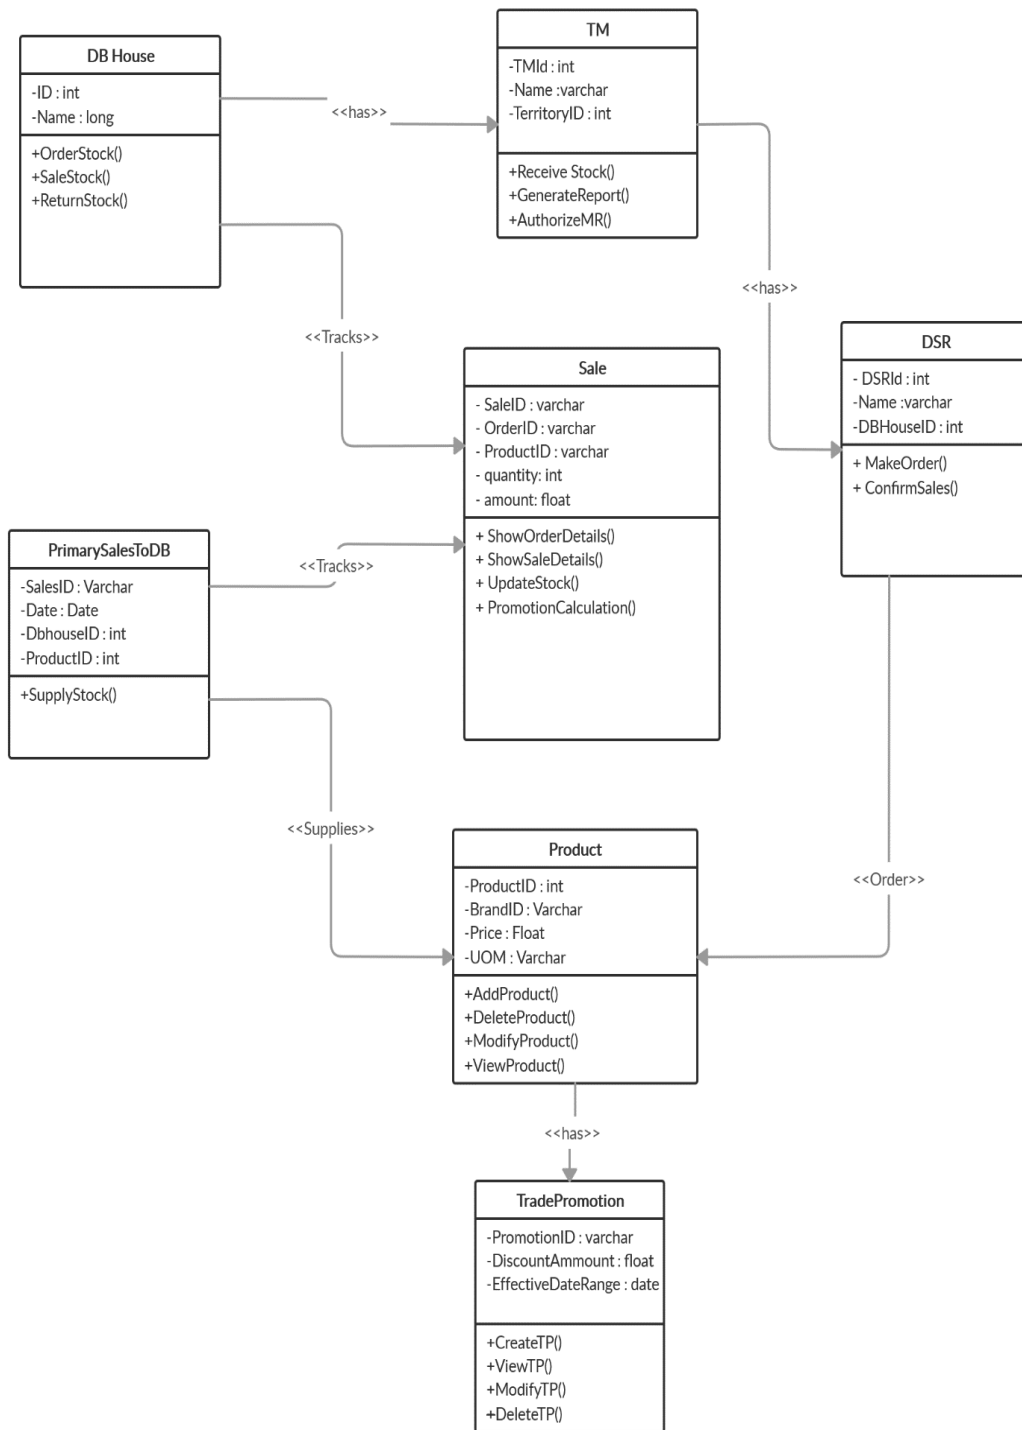 DB House
-ID : int
-Name : long
+OrderStock()
+SaleStock()
+ReturnStock()
<<has>>
TM
-TMId : int
-Name :varchar
-TerritoryID : int
+Receive Stock()
+GenerateReport()
+AuthorizeMR()
<<has>>
<<Tracks>>
DSR
- DSRId : int
-Name :varchar
-DBHouseID : int
+ MakeOrder()
+ ConfirmSales()
Sale
- SaleID : varchar
- OrderID : varchar
- ProductID : varchar
- quantity: int
- amount: float
+ ShowOrderDetails()
+ ShowSaleDetails()
+ UpdateStock()
+ PromotionCalculation()
PrimarySalesToDB
-SalesID : Varchar
-Date : Date
-DbhouseID : int
-ProductID : int
+SupplyStock()
<<Tracks>>
<<Supplies>>
<<Order>>
Product
-ProductID : int
-BrandID : Varchar
-Price : Float
-UOM : Varchar
+AddProduct()
+DeleteProduct()
+ModifyProduct()
+ViewProduct()
<<has>>
TradePromotion
-PromotionID : varchar
-DiscountAmmount : float
-EffectiveDateRange : date
+CreateTP()
+ViewTP()
+ModifyTP()
+DeleteTP()